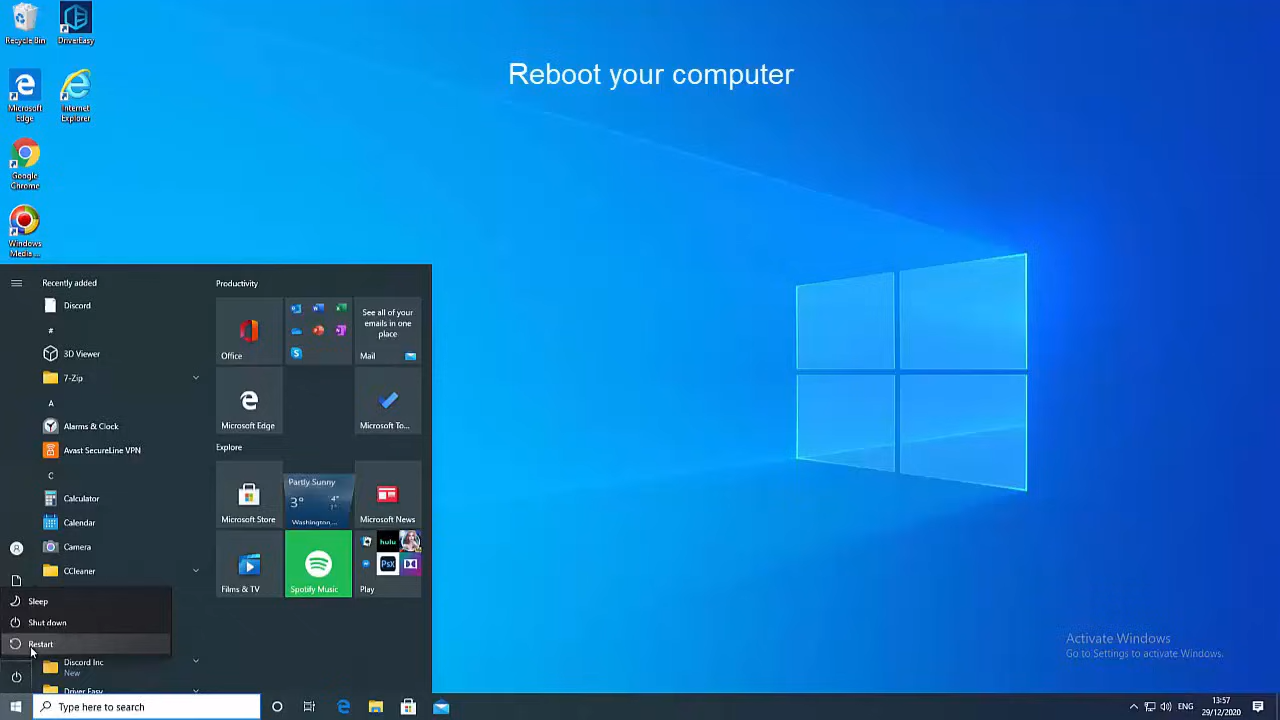 Recycle Bin
DriverEasy
Reboot your computer
Microsoft
Edge
Internet
Explorer
Google
Chrome
Windows
Media ...
Recently added
Discord
#
3D Viewer
7-Zip
A
Alarms & Clock
Avast SecureLine VPN
C
Calculator
Calendar
Camera
CCleaner
Sleep
Shut down
Restart
Discord Inc
New
Driver Easy
Productivity
Office
See all of your
emails in one
place
Mail
Microsoft Edge
Microsoft To...
Explore
Microsoft Store
Partly Sunny
3°
4°
1°
Washington,...
Microsoft News
Films & TV
Spotify Music
hulu
Psx
Play
Activate Windows
Go to Settings to activate Windows.
Type here to search
ENG
13:57
29/12/2020